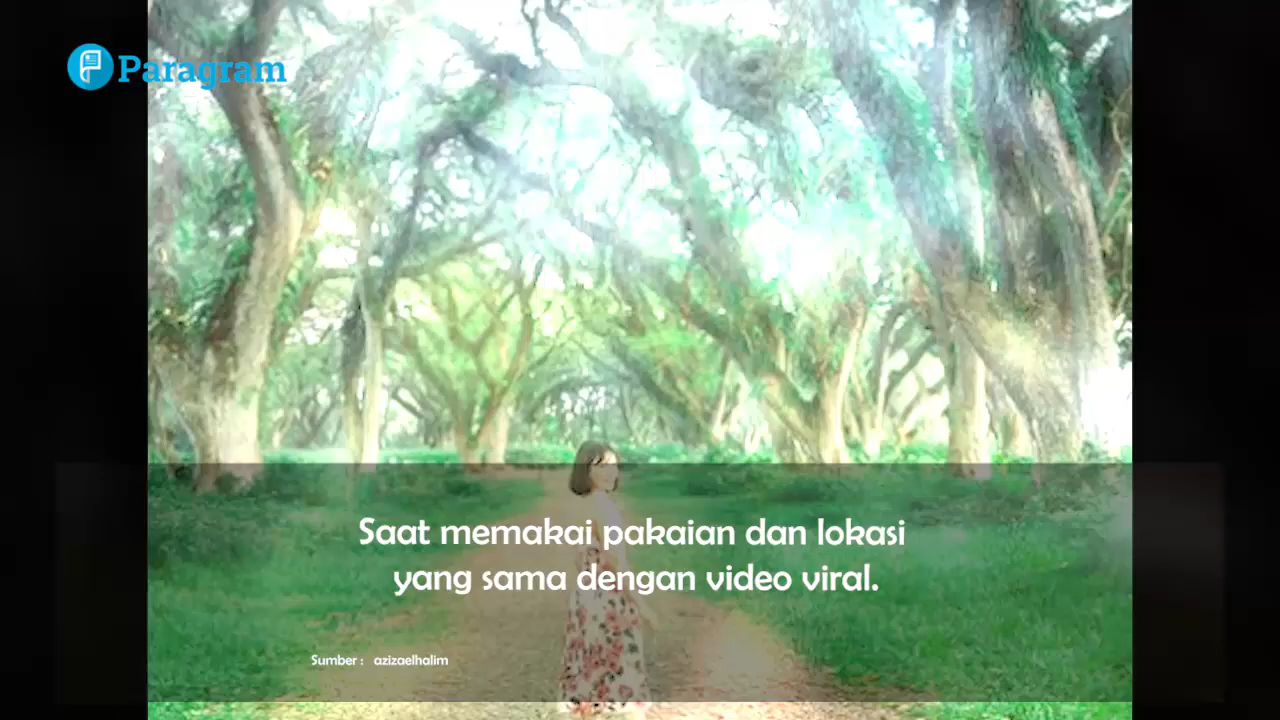 Paragram
Saat memakai pakaian dan lokasi
yang sama dengan video viral.
Sumber : azizaelhalim